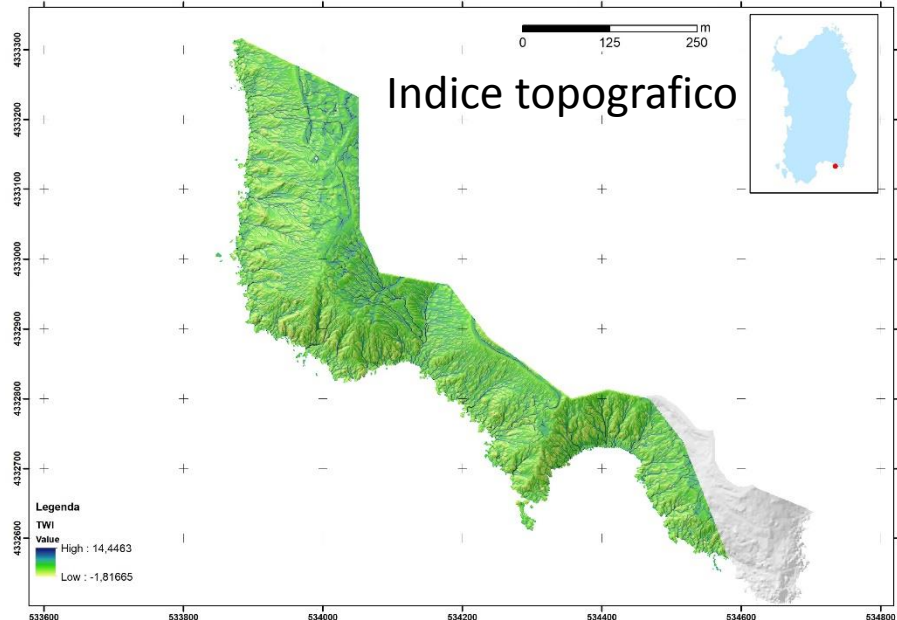 0 125 250 m
Indice topografico
4333300
4333200
4333100
4333000
4332900
4332800
4332700
4332600
Legenda
TWI
Value
High : 14,4463
Low : -1,81665
533600 533800 534000 534200 534400 534600 534800